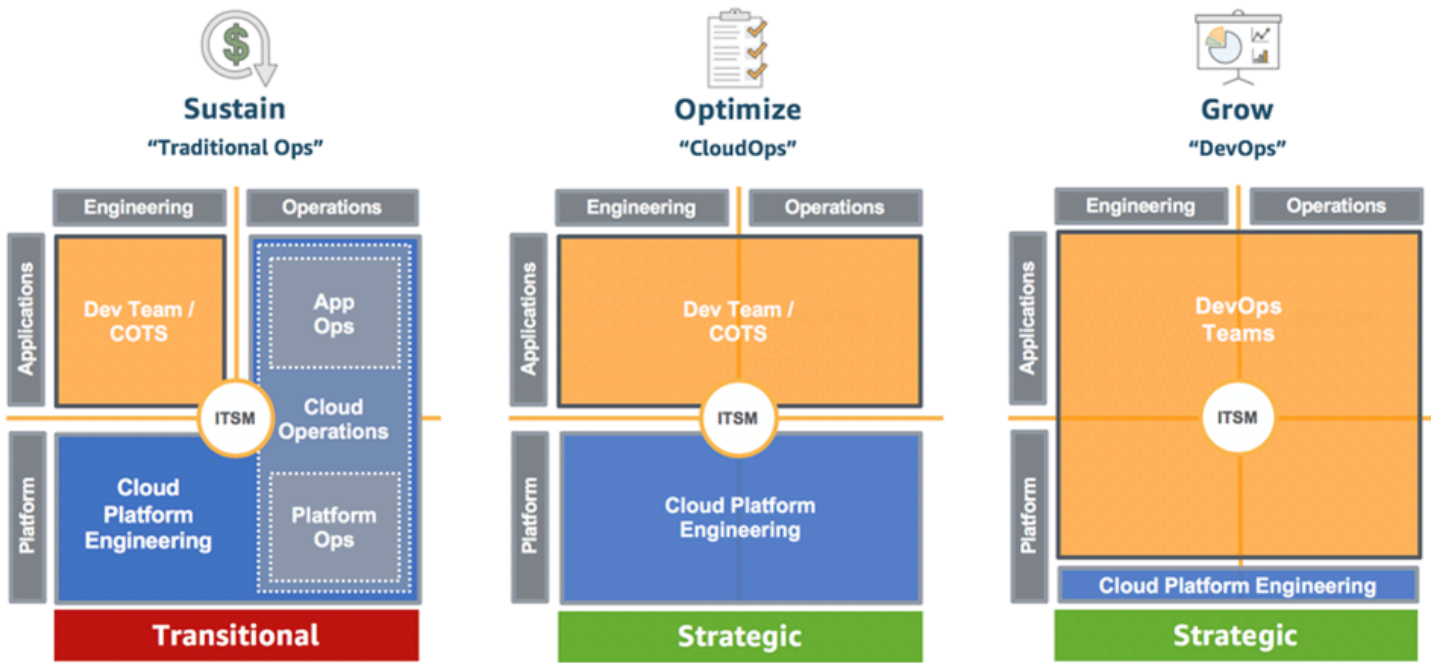 Sustain
"Traditional Ops"
Engineering
Operations
Applications
Platform
Dev Team /
COTS
App
Ops
ITSM
Cloud
Operations
Cloud
Platform
Engineering
Platform
Ops
Transitional
Optimize
"CloudOps"
Engineering
Operations
Applications
Platform
Dev Team /
COTS
ITSM
Cloud Platform
Engineering
Strategic
Grow
"DevOps"
Engineering
Operations
Applications
Platform
DevOps
Teams
ITSM
Cloud Platform Engineering
Strategic